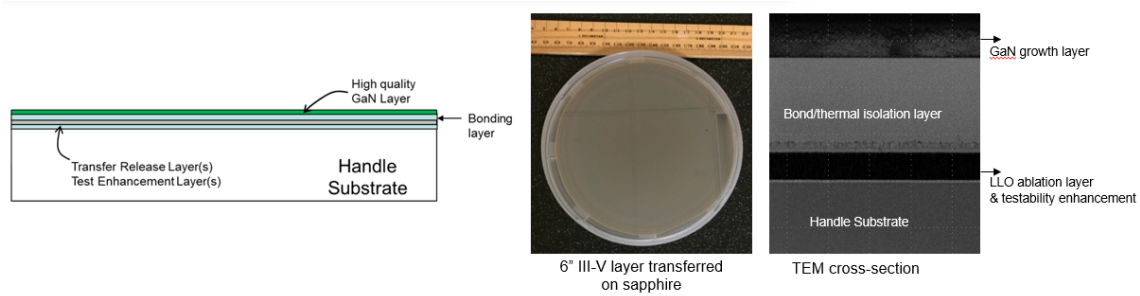 High quality
GaN Layer
Bonding
layer
Transfer Release Layer(s)
Test Enhancement Layer(s)
Handle
Substrate
6” III-V layer transferred
on sapphire
GaN growth layer
Bond/thermal isolation layer
LLO ablation layer
& testability enhancement
Handle Substrate
TEM cross-section